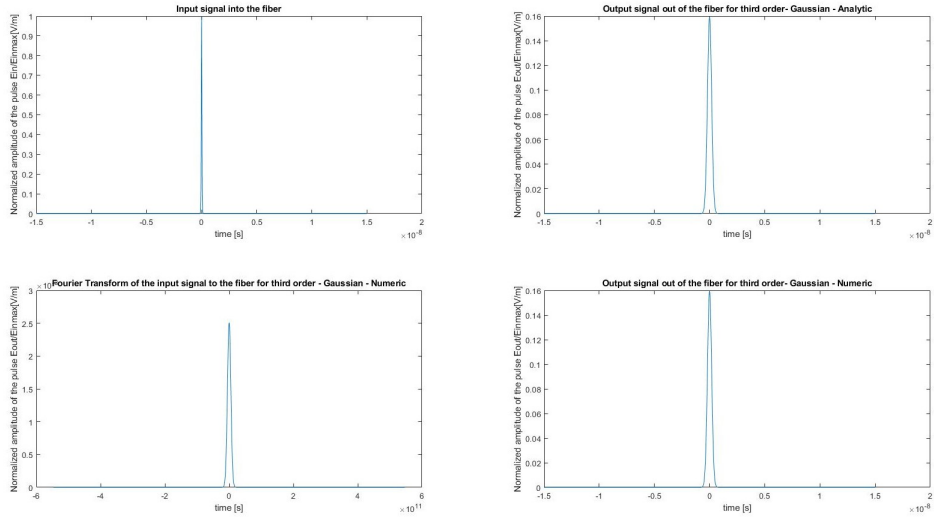 Input signal into the fiber
Normalized amplitude of the pulse Ein/Einmax[V/m]
1
0.9
0.8
0.7
0.6
0.5
0.4
0.3
0.2
0.1
0
-1.5 -1 -0.5 0 0.5 1 1.5 2
time [s]
×10⁻⁸
Output signal out of the fiber for third order- Gaussian - Analytic
Normalized amplitude of the pulse Eout/Einmax[V/m]
0.16
0.14
0.12
0.1
0.08
0.06
0.04
0.02
0
-1.5 -1 -0.5 0 0.5 1 1.5 2
time [s]
×10⁻⁸
Fourier Transform of the input signal to the fiber for third order - Gaussian - Numeric
Normalized amplitude of the pulse Eout/Einmax[V/m]
3
2.5
2
1.5
1
0.5
0
-6 -4 -2 0 2 4 6
time [s]
×10¹¹
Output signal out of the fiber for third order- Gaussian - Numeric
Normalized amplitude of the pulse Eout/Einmax[V/m]
0.16
0.14
0.12
0.1
0.08
0.06
0.04
0.02
0
-1.5 -1 -0.5 0 0.5 1 1.5 2
time [s]
×10⁻⁸